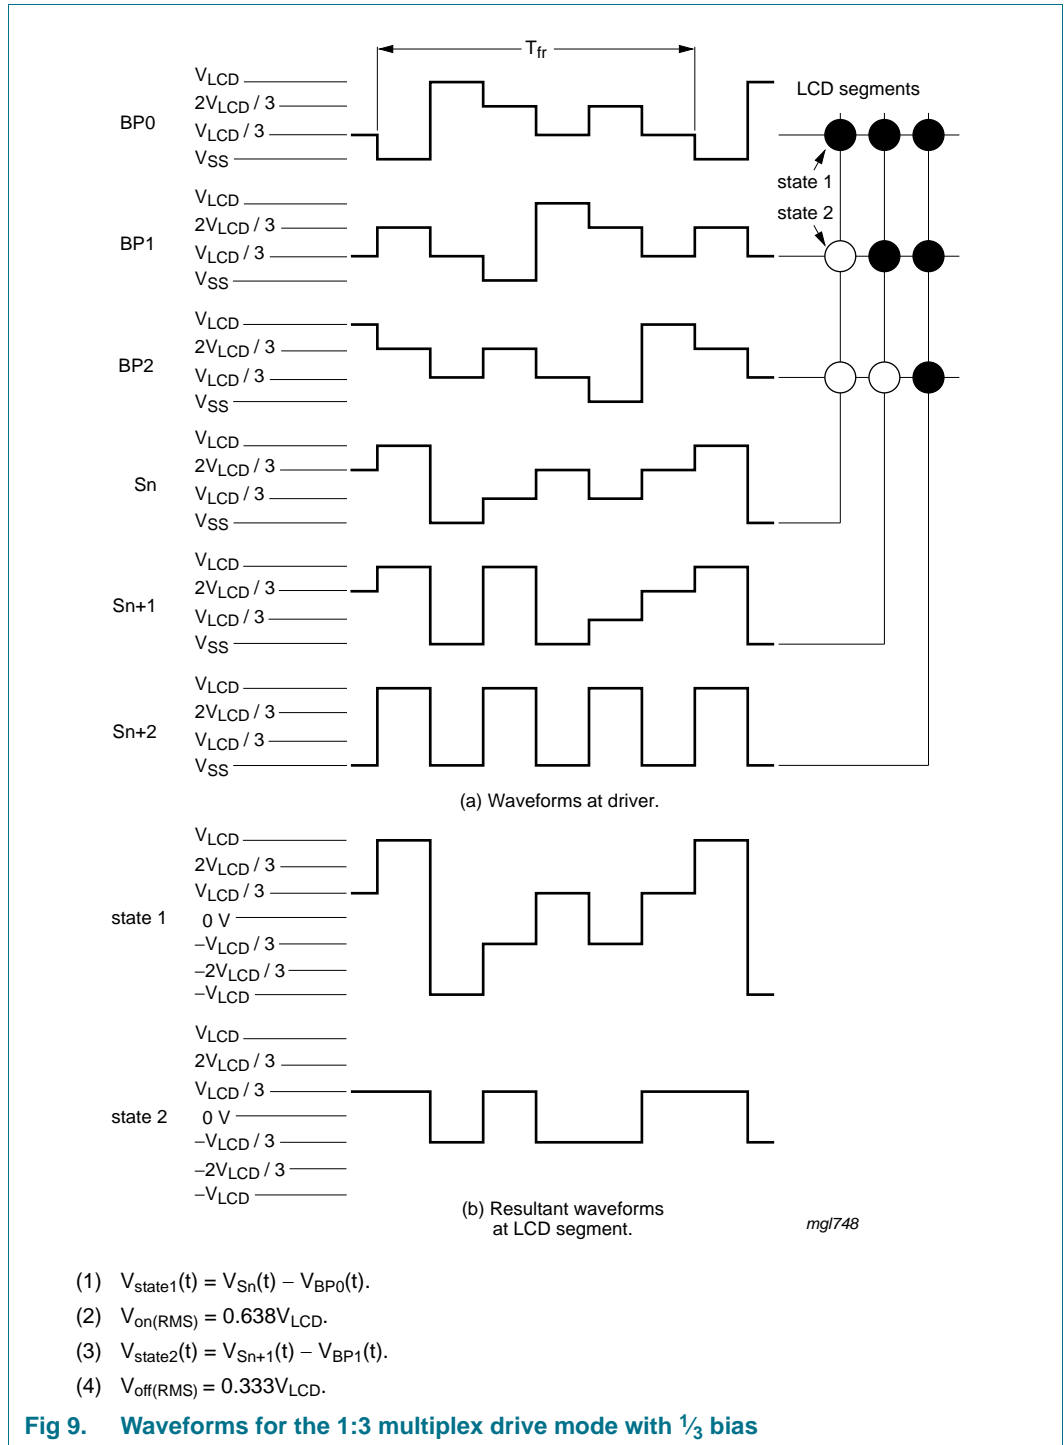 Tfr
VLCD
2VLCD / 3
VLCD / 3
VSS
BP0
LCD segments
state 1
state 2
VLCD
2VLCD / 3
VLCD / 3
VSS
BP1
VLCD
2VLCD / 3
VLCD / 3
VSS
BP2
VLCD
2VLCD / 3
VLCD / 3
VSS
Sn
VLCD
2VLCD / 3
VLCD / 3
VSS
Sn+1
VLCD
2VLCD / 3
VLCD / 3
VSS
Sn+2
(a) Waveforms at driver.
VLCD
2VLCD / 3
VLCD / 3
0 V
−VLCD / 3
−2VLCD / 3
−VLCD
state 1
VLCD
2VLCD / 3
VLCD / 3
0 V
−VLCD / 3
−2VLCD / 3
−VLCD
state 2
(b) Resultant waveforms
at LCD segment.
mgl748
(1) Vstate1(t) = VSn(t) − VBP0(t).
(2) Von(RMS) = 0.638VLCD.
(3) Vstate2(t) = VSn+1(t) − VBP1(t).
(4) Voff(RMS) = 0.333VLCD.
Fig 9. Waveforms for the 1:3 multiplex drive mode with 1⁄3 bias